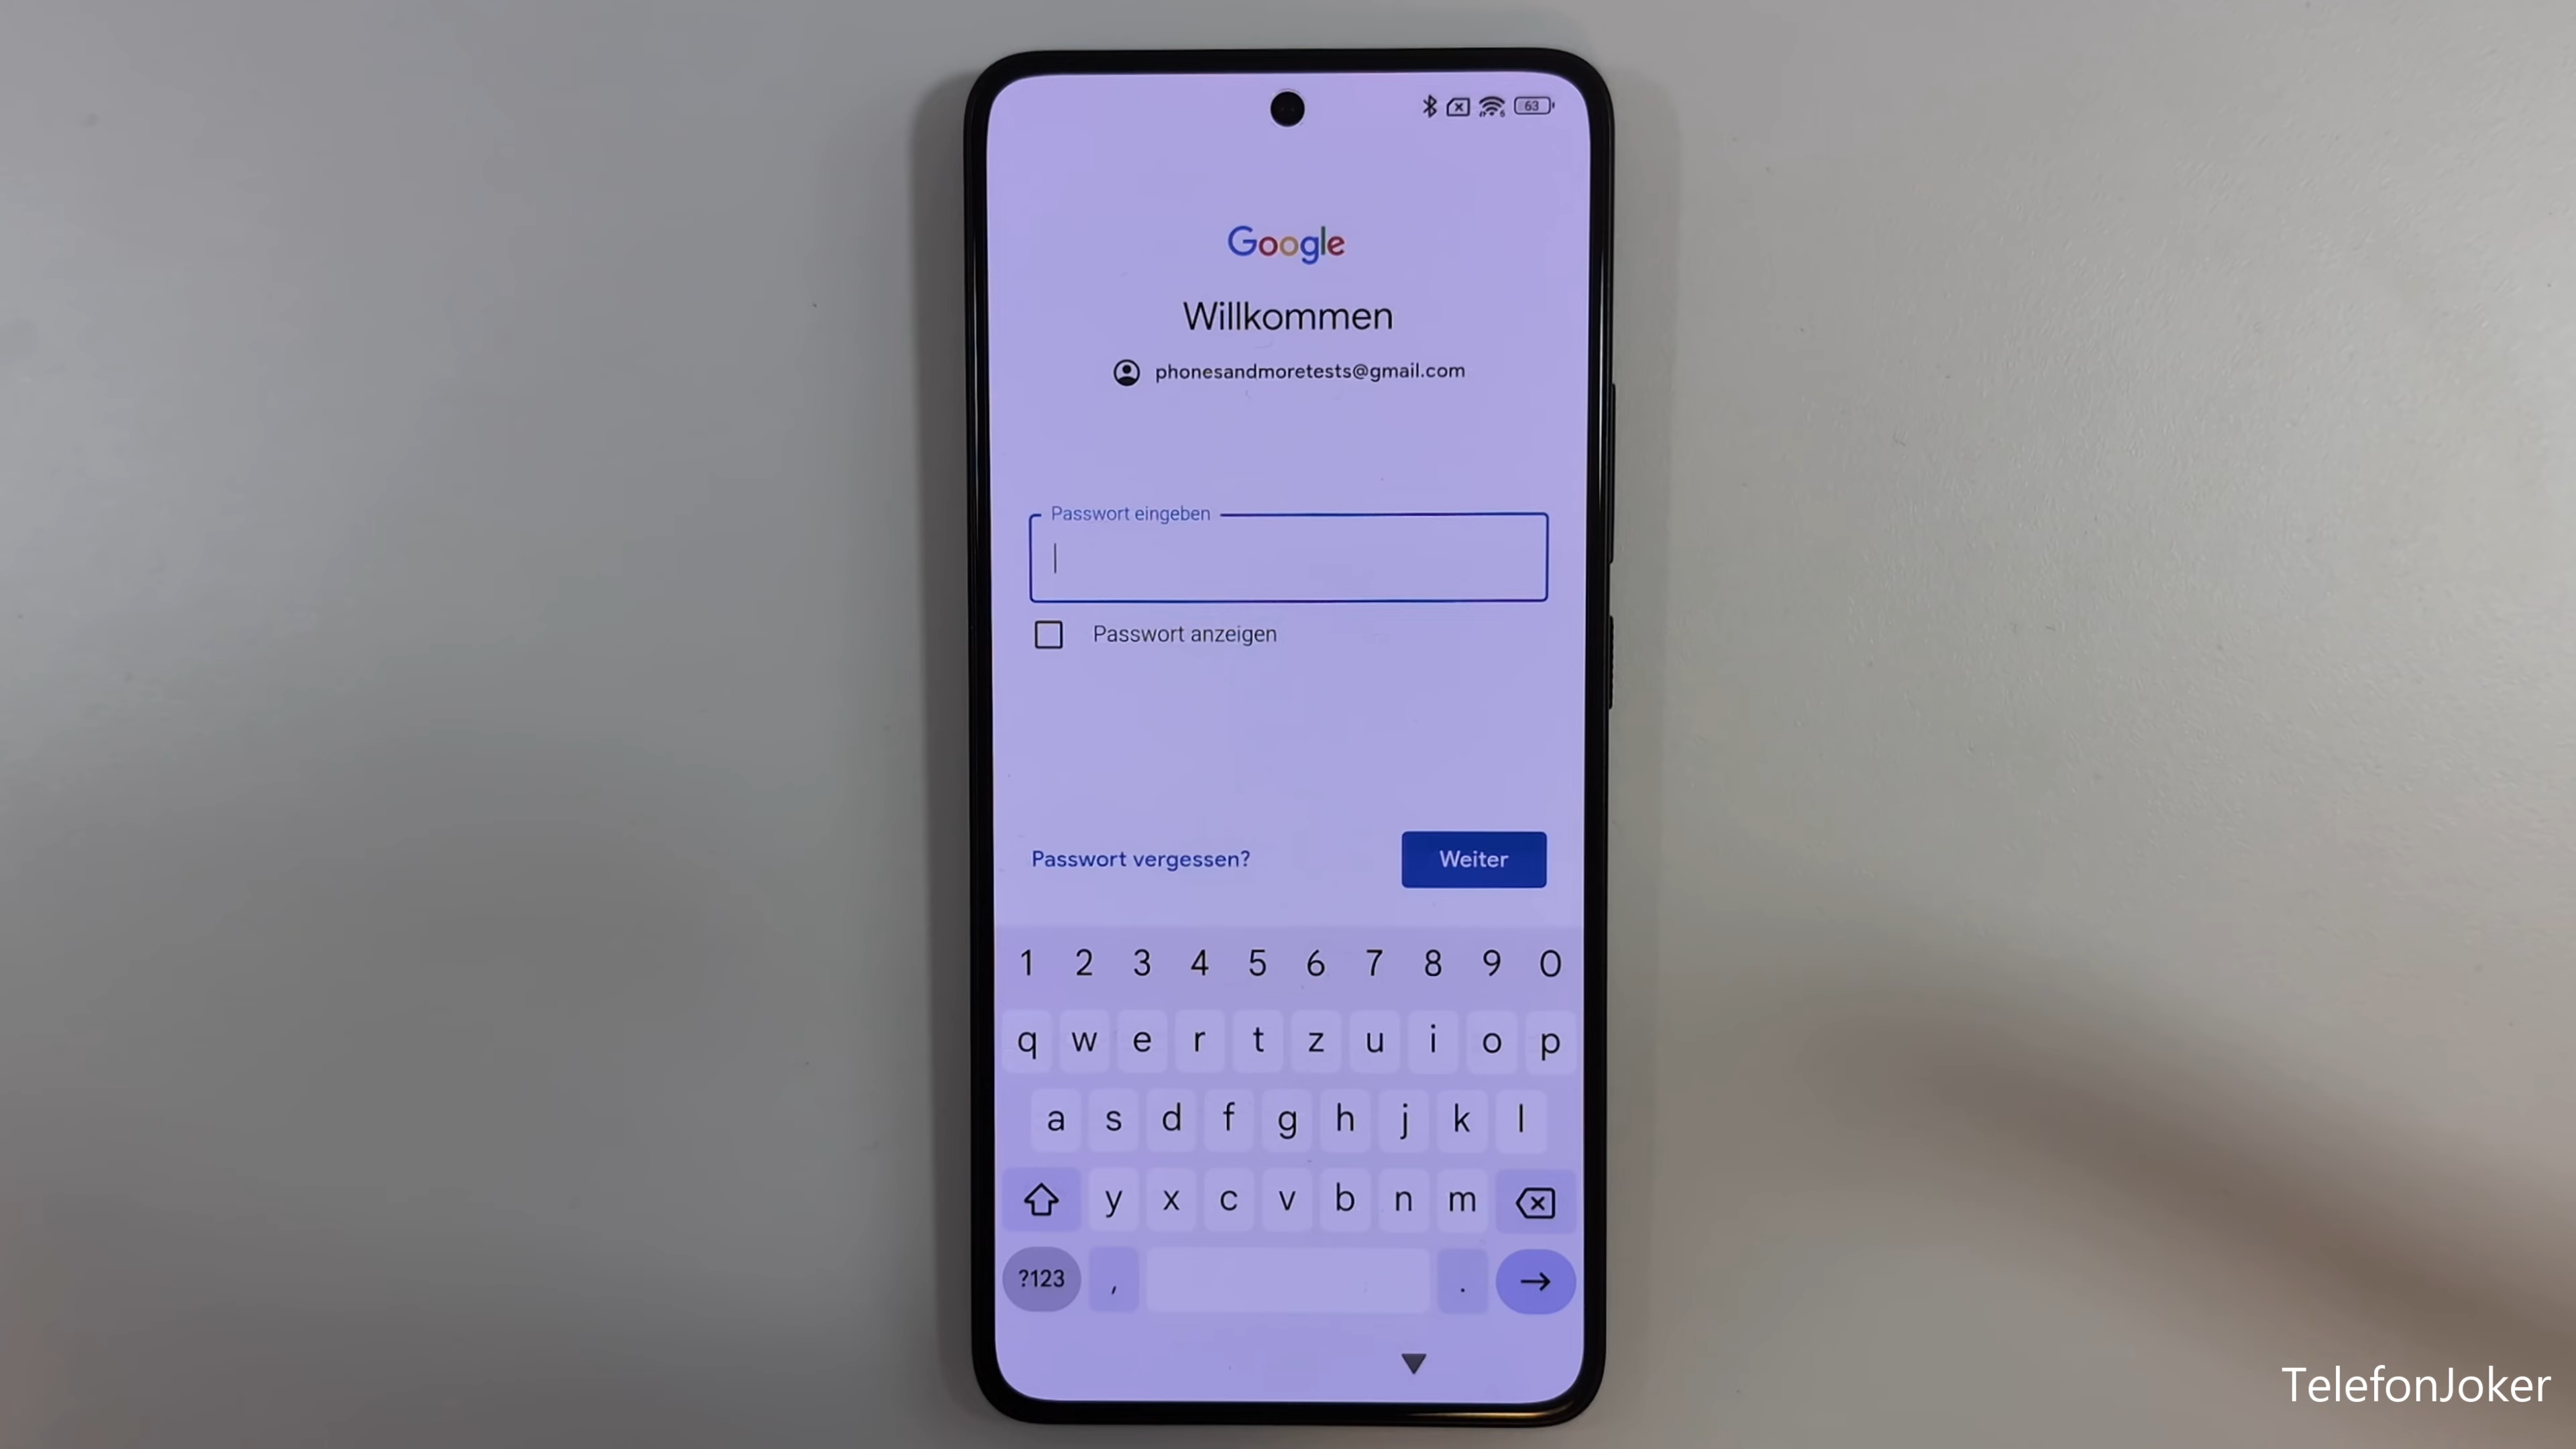 63
Google
Willkommen
phonesandmoretests@gmail.com
Passwort eingeben
Passwort anzeigen
Passwort vergessen? Weiter
1 2 3 4 5 6 7 8 9 0
q w e r t z u i o p
a s d f g h j k l
y x c v b n m
?123 , .
TelefonJoker